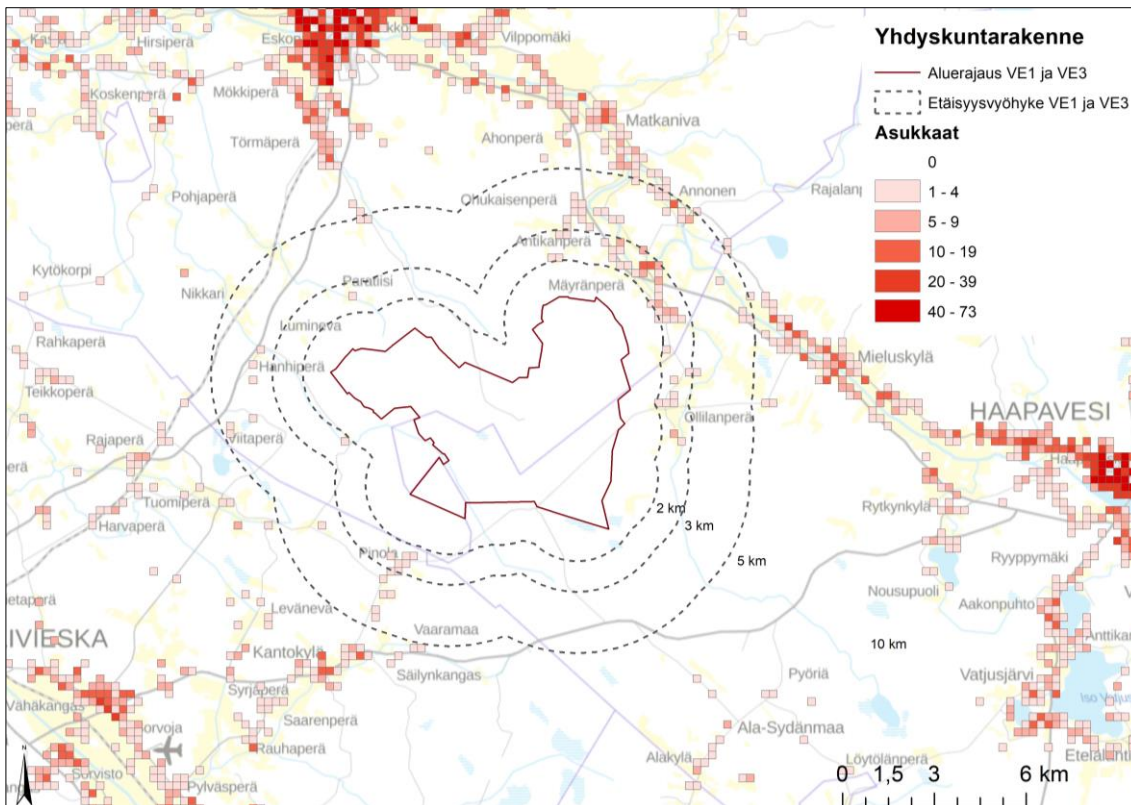 Yhdyskuntarakenne
Aluerajaus VE1 ja VE3
Etäisyysvyöhyke VE1 ja VE3
Asukkaat
0
1 - 4
5 - 9
10 - 19
20 - 39
40 - 73
Hirsiperä
Vilppomäki
Koskenperä
Mökkiperä
Matkaniva
Törmäperä
Ahonperä
Pohjaperä
Ohukaisenperä
Annonen
Antikanperä
Kytökorpi
Nikkari
Paratiisi
Mäyränperä
Lumineva
Rahkaperä
Hanhiperä
Mieluskylä
Teikkoperä
Ollilanperä
HAAPAVESI
Rajaperä
Viitaperä
Tuomiperä
Harvaperä
2 km
3 km
5 km
10 km
Rytkynkylä
Pinola
Ryyppymäki
Nousupuoli
Aakonpuhto
Leväneva
Vaaramaa
IVIESKA
Kantokylä
Säilynkangas
Pyöriä
Vatjusjärvi
Syrjäperä
Vähäkangas
Saarenperä
Ala-Sydänmaa
Rauhaperä
Alakylä
Löytölänperä
Sorvisto
Pylväsperä
0 1,5 3 6 km
N